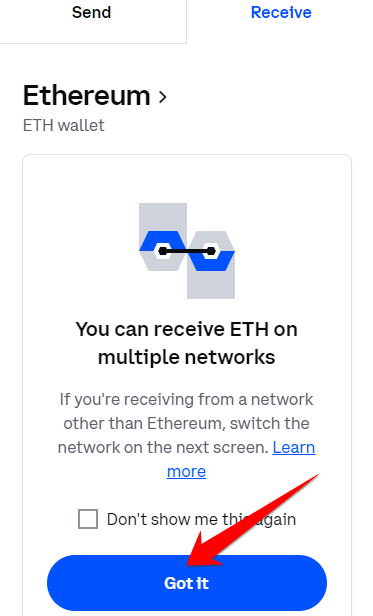 Send Receive
Ethereum >
ETH wallet
You can receive ETH on
multiple networks
If you're receiving from a network
other than Ethereum, switch the
network on the next screen. Learn
more
Don't show me this again
Got it